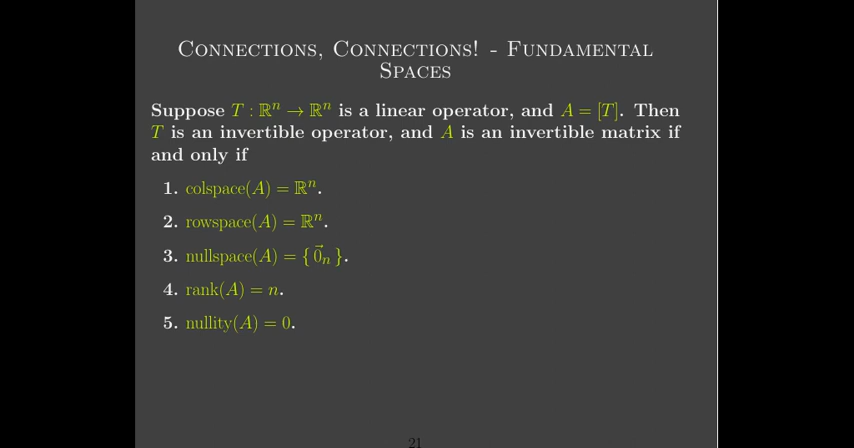 Connections, Connections! - Fundamental
Spaces
Suppose T : ℝⁿ → ℝⁿ is a linear operator, and A = [T]. Then
T is an invertible operator, and A is an invertible matrix if
and only if
1. colspace(A) = ℝⁿ.
2. rowspace(A) = ℝⁿ.
3. nullspace(A) = { 0⃗ₙ }.
4. rank(A) = n.
5. nullity(A) = 0.
21